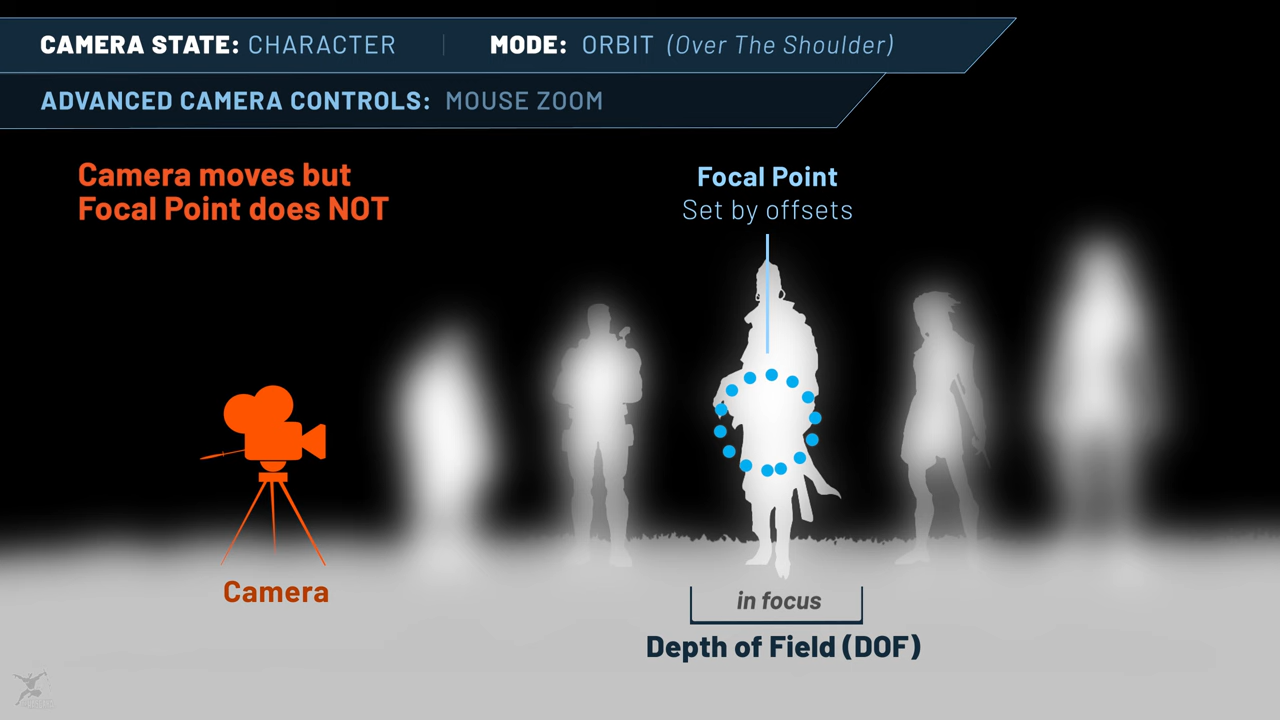 CAMERA STATE: CHARACTER | MODE: ORBIT (Over The Shoulder)
ADVANCED CAMERA CONTROLS: MOUSE ZOOM
Camera moves but
Focal Point does NOT
Focal Point
Set by offsets
Camera
in focus
Depth of Field (DOF)